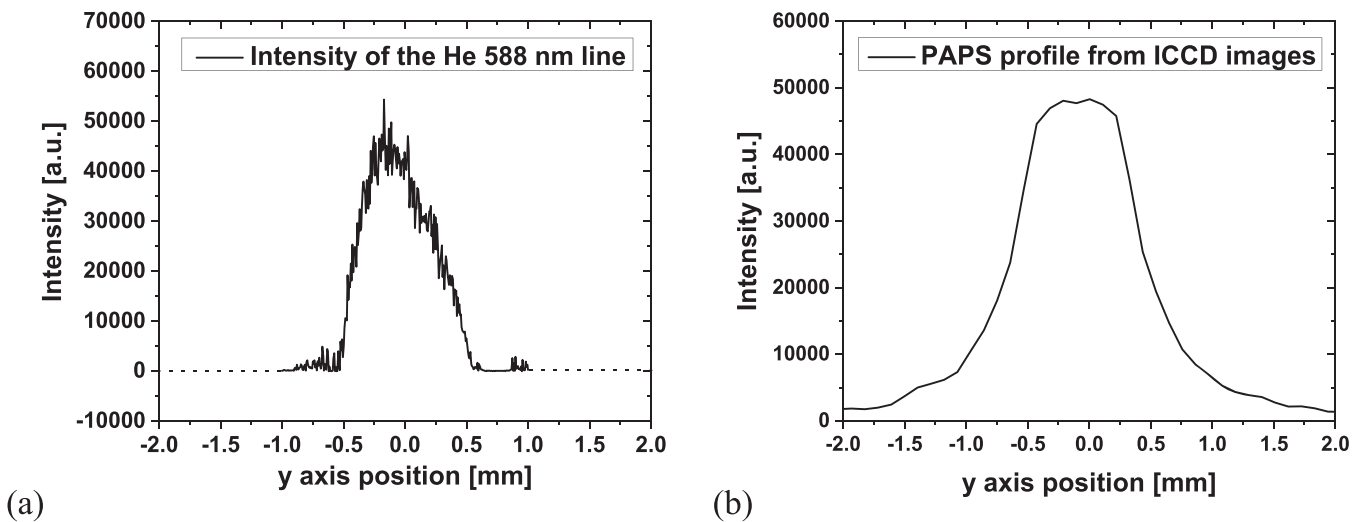 70000
60000
50000
40000
30000
20000
10000
0
-10000
Intensity [a.u.]
Intensity of the He 588 nm line
-2.0 -1.5 -1.0 -0.5 0.0 0.5 1.0 1.5 2.0
y axis position [mm]
(a)
60000
50000
40000
30000
20000
10000
0
Intensity [a.u.]
PAPS profile from ICCD images
-2.0 -1.5 -1.0 -0.5 0.0 0.5 1.0 1.5 2.0
y axis position [mm]
(b)